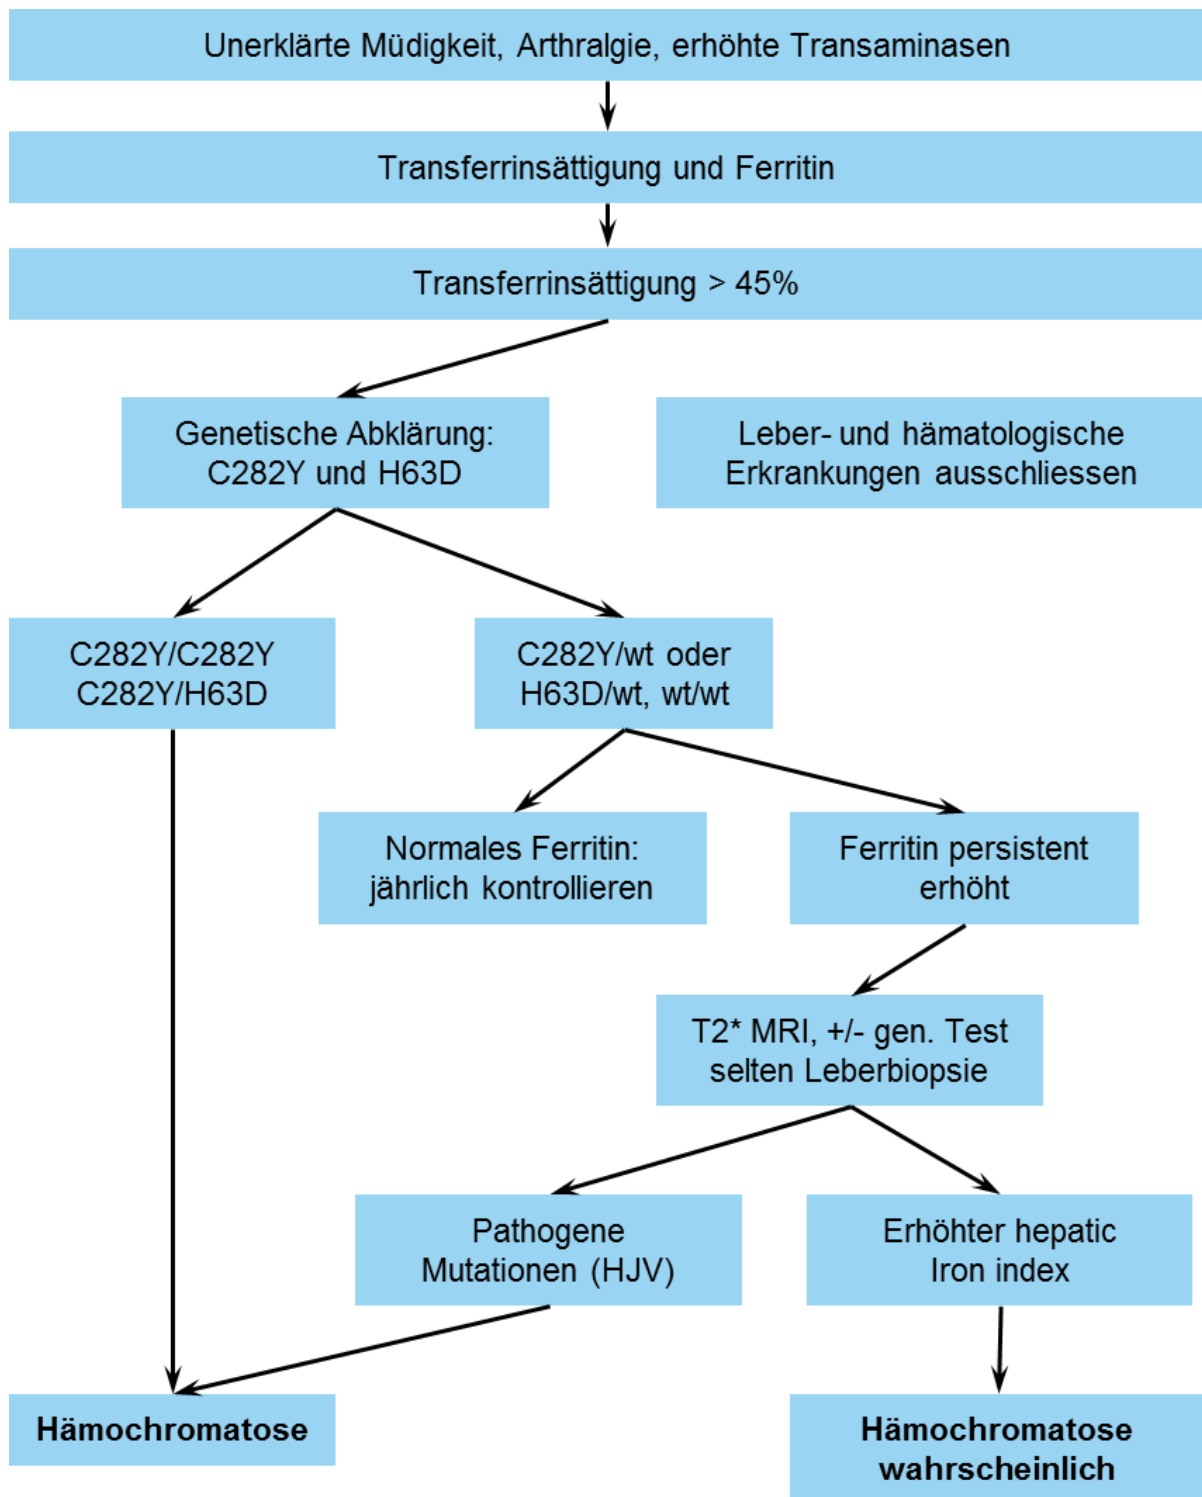 Unerklärte Müdigkeit, Arthralgie, erhöhte Transaminasen
Transferrinsättigung und Ferritin
Transferrinsättigung > 45%
Genetische Abklärung:
C282Y und H63D
Leber- und hämatologische
Erkrankungen ausschliessen
C282Y/C282Y
C282Y/H63D
C282Y/wt oder
H63D/wt, wt/wt
Normales Ferritin:
jährlich kontrollieren
Ferritin persistent
erhöht
T2* MRI, +/- gen. Test
selten Leberbiopsie
Pathogene
Mutationen (HJV)
Erhöhter hepatic
Iron index
Hämochromatose
Hämochromatose
wahrscheinlich